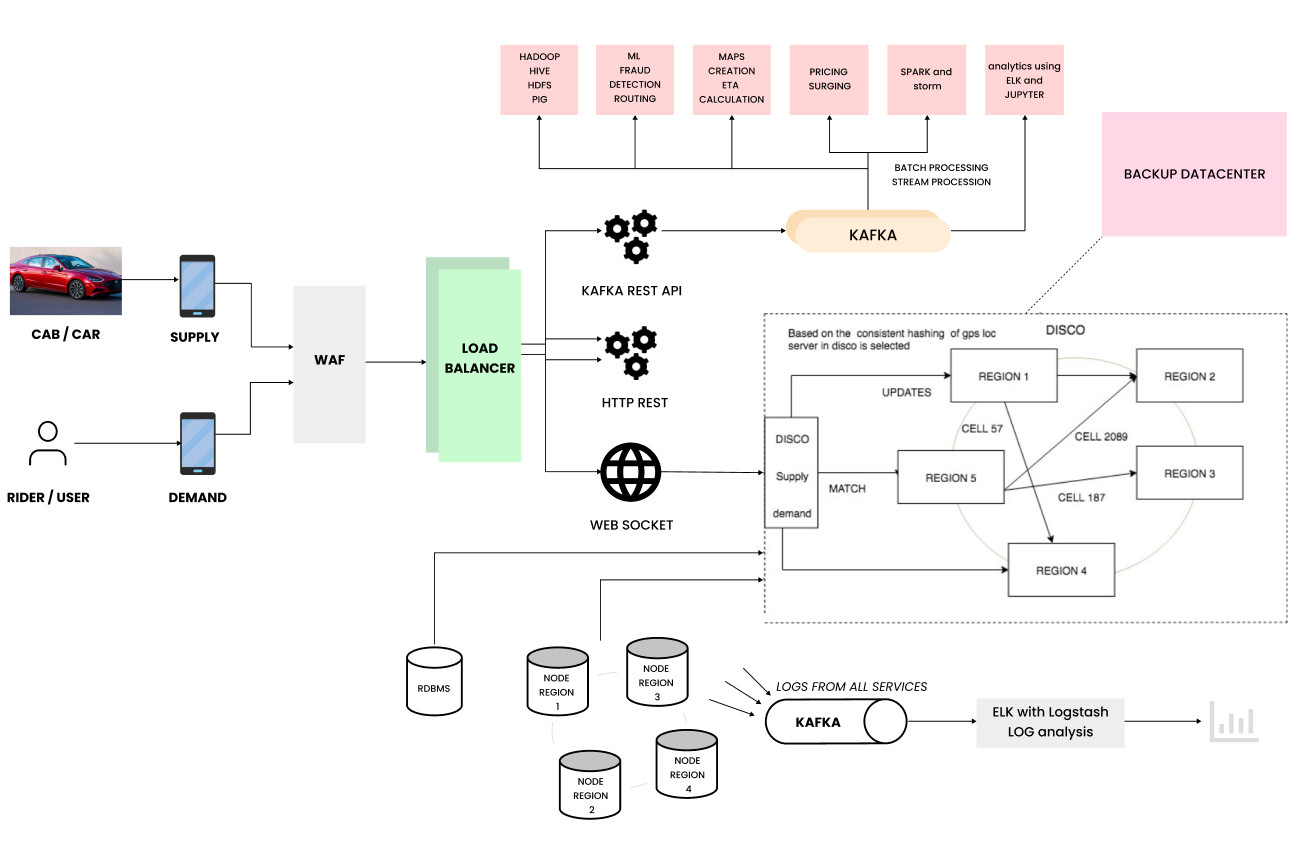 HADOOP
HIVE
HDFS
PIG
ML
FRAUD
DETECTION
ROUTING
MAPS
CREATION
ETA
CALCULATION
PRICING
SURGING
SPARK and
storm
analytics using
ELK and
JUPYTER
BATCH PROCESSING
STREAM PROCESSION
BACKUP DATACENTER
KAFKA
KAFKA REST API
CAB / CAR
SUPPLY
WAF
LOAD
BALANCER
HTTP REST
RIDER / USER
DEMAND
WEB SOCKET
Based on the consistent hashing of gps loc
server in disco is selected
DISCO
REGION 1
REGION 2
UPDATES
CELL 57
CELL 2089
DISCO
Supply
demand
MATCH
REGION 5
REGION 3
CELL 187
REGION 4
RDBMS
NODE
REGION
1
NODE
REGION
3
NODE
REGION
2
NODE
REGION
4
LOGS FROM ALL SERVICES
KAFKA
ELK with Logstash
LOG analysis